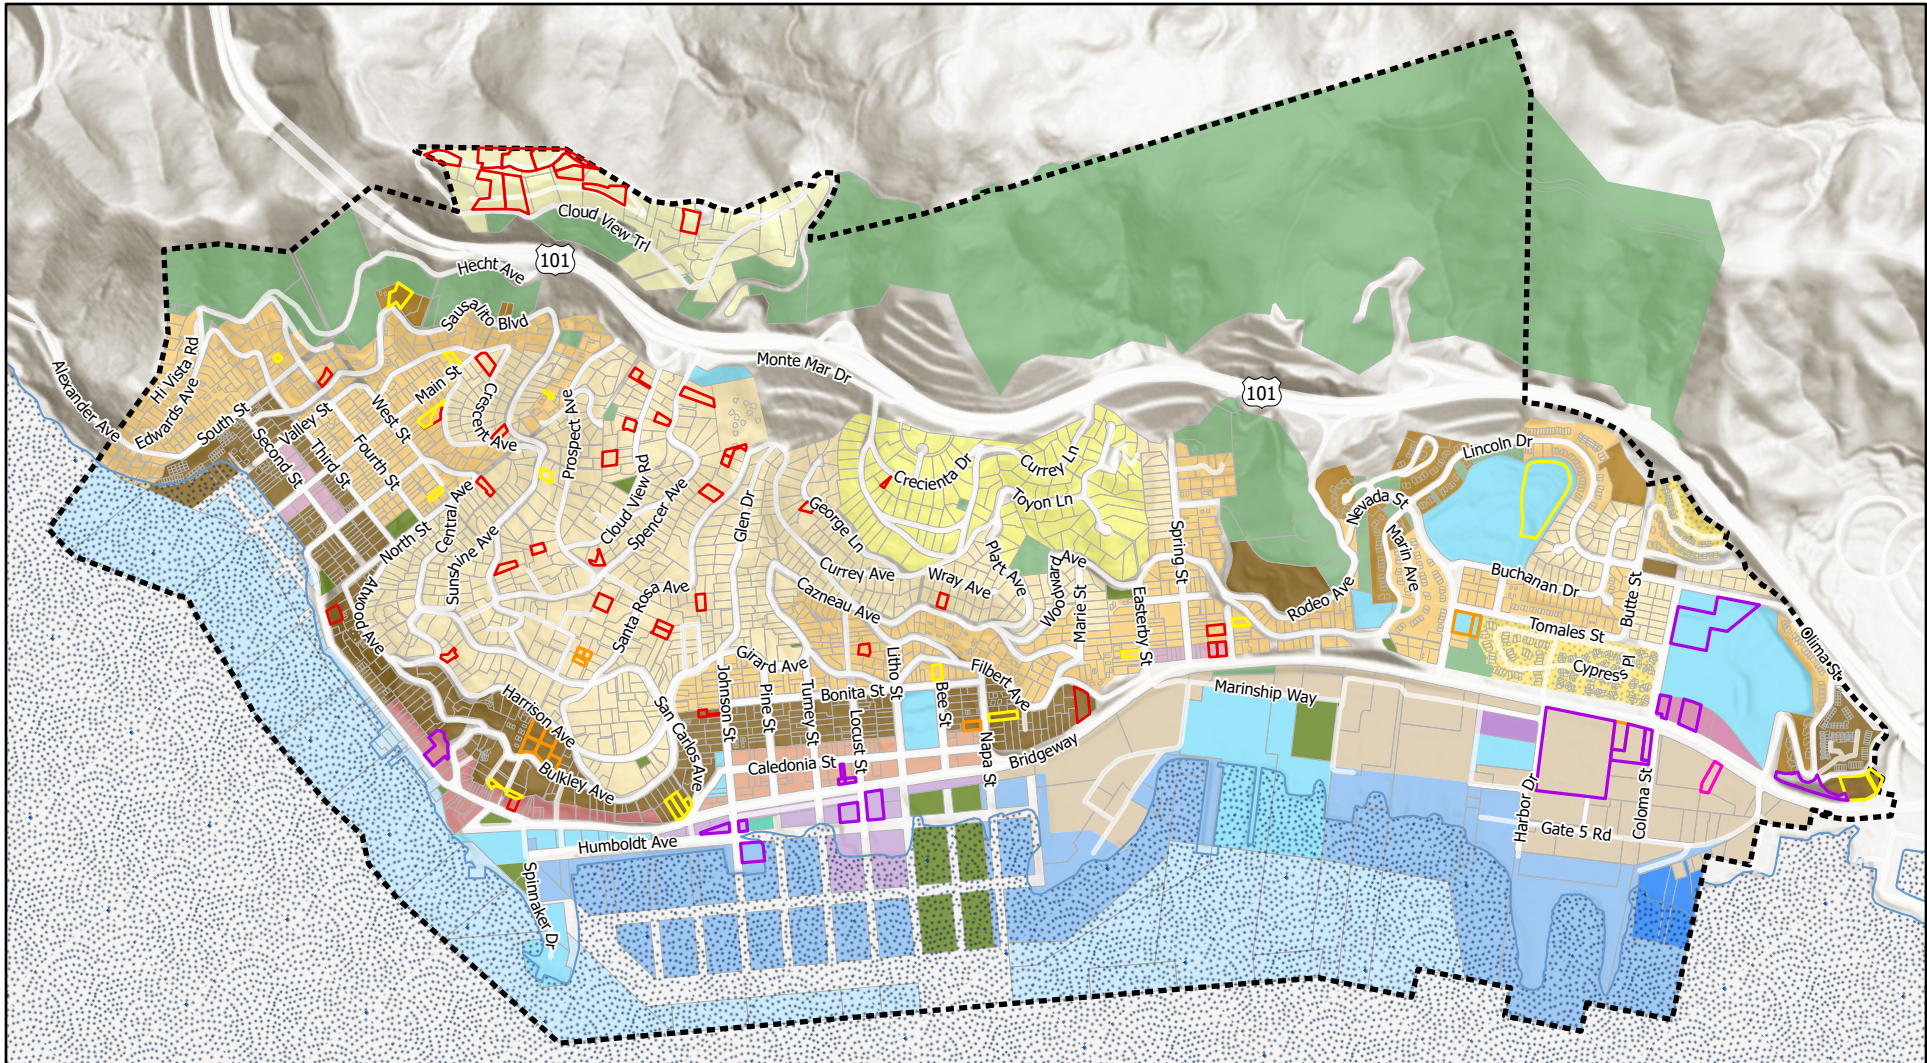 Cloud View Trl
101
Hecht Ave
Sausalito Blvd
Monte Mar Dr
101
Alexander Ave
Hi Vista Rd
Edwards Ave
South St
Second St
Valley St
Third St
Fourth St
West St
Main St
Crescent Ave
Prospect Ave
Cloud View Rd
Spencer Ave
Glen Dr
George Ln
Crecienta Dr
Currey Ln
Toyon Ln
Spring St
Nevada St
Lincoln Dr
Marin Ave
North St
Central Ave
Sunshine Ave
Atwood Ave
Santa Rosa Ave
Currey Ave
Cazneau Ave
Wray Ave
Platt Ave
Woodward Ave
Marie St
Easterby St
Rodeo Ave
Buchanan Dr
Butte St
Tomales St
Cypress Pl
Olima St
Harrison Ave
Bulkley Ave
San Carlos Ave
Girard Ave
Johnson St
Pine St
Turney St
Bonita St
Locust St
Litho St
Bee St
Filbert Ave
Napa St
Caledonia St
Bridgeway
Marinship Way
Harbor Dr
Coloma St
Gate 5 Rd
Humboldt Ave
Spinnaker Dr